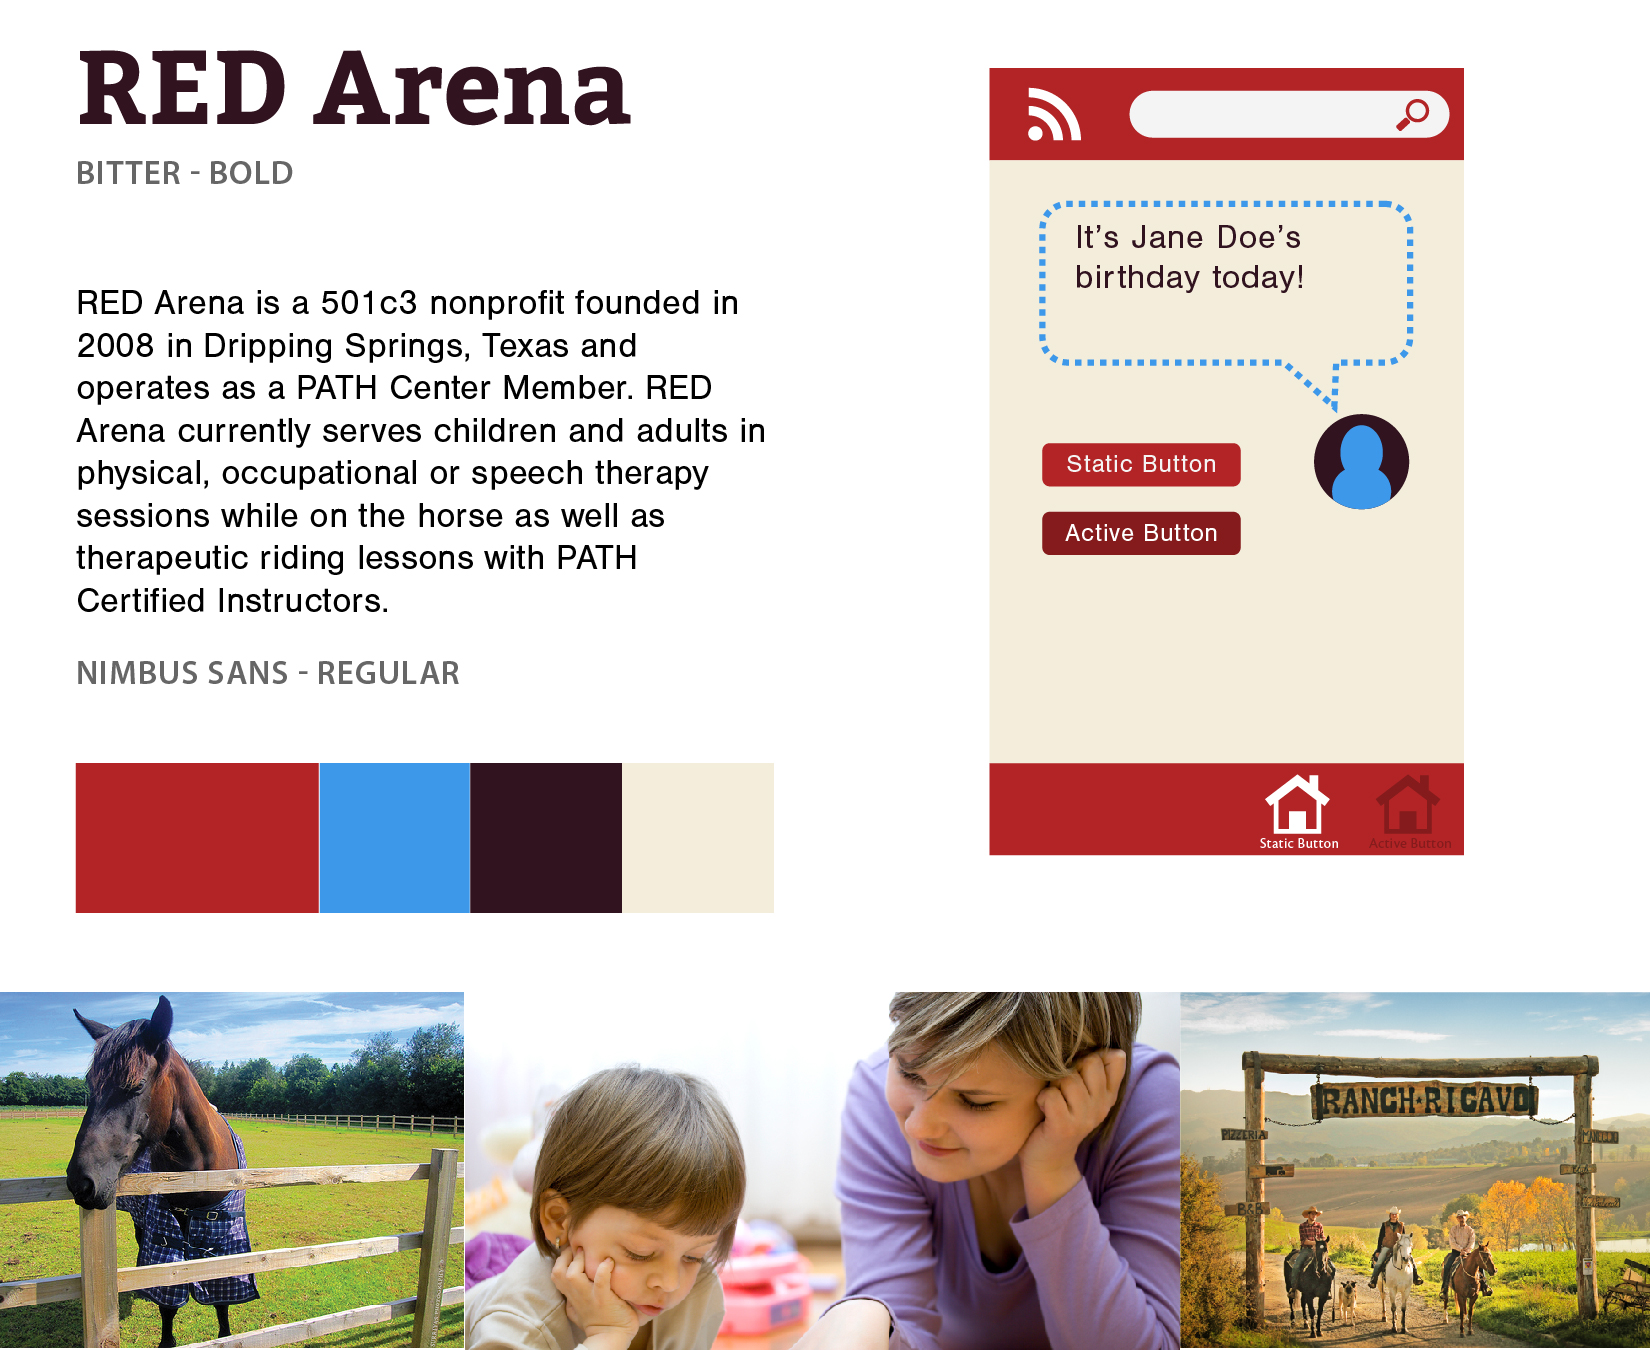 RED Arena
BITTER - BOLD
RED Arena is a 501c3 nonprofit founded in
2008 in Dripping Springs, Texas and
operates as a PATH Center Member. RED
Arena currently serves children and adults in
physical, occupational or speech therapy
sessions while on the horse as well as
therapeutic riding lessons with PATH
Certified Instructors.
NIMBUS SANS - REGULAR
It’s Jane Doe’s
birthday today!
Static Button
Active Button
Static Button
Active Button
RANCH RICAVO
PIZZERIA
B&B